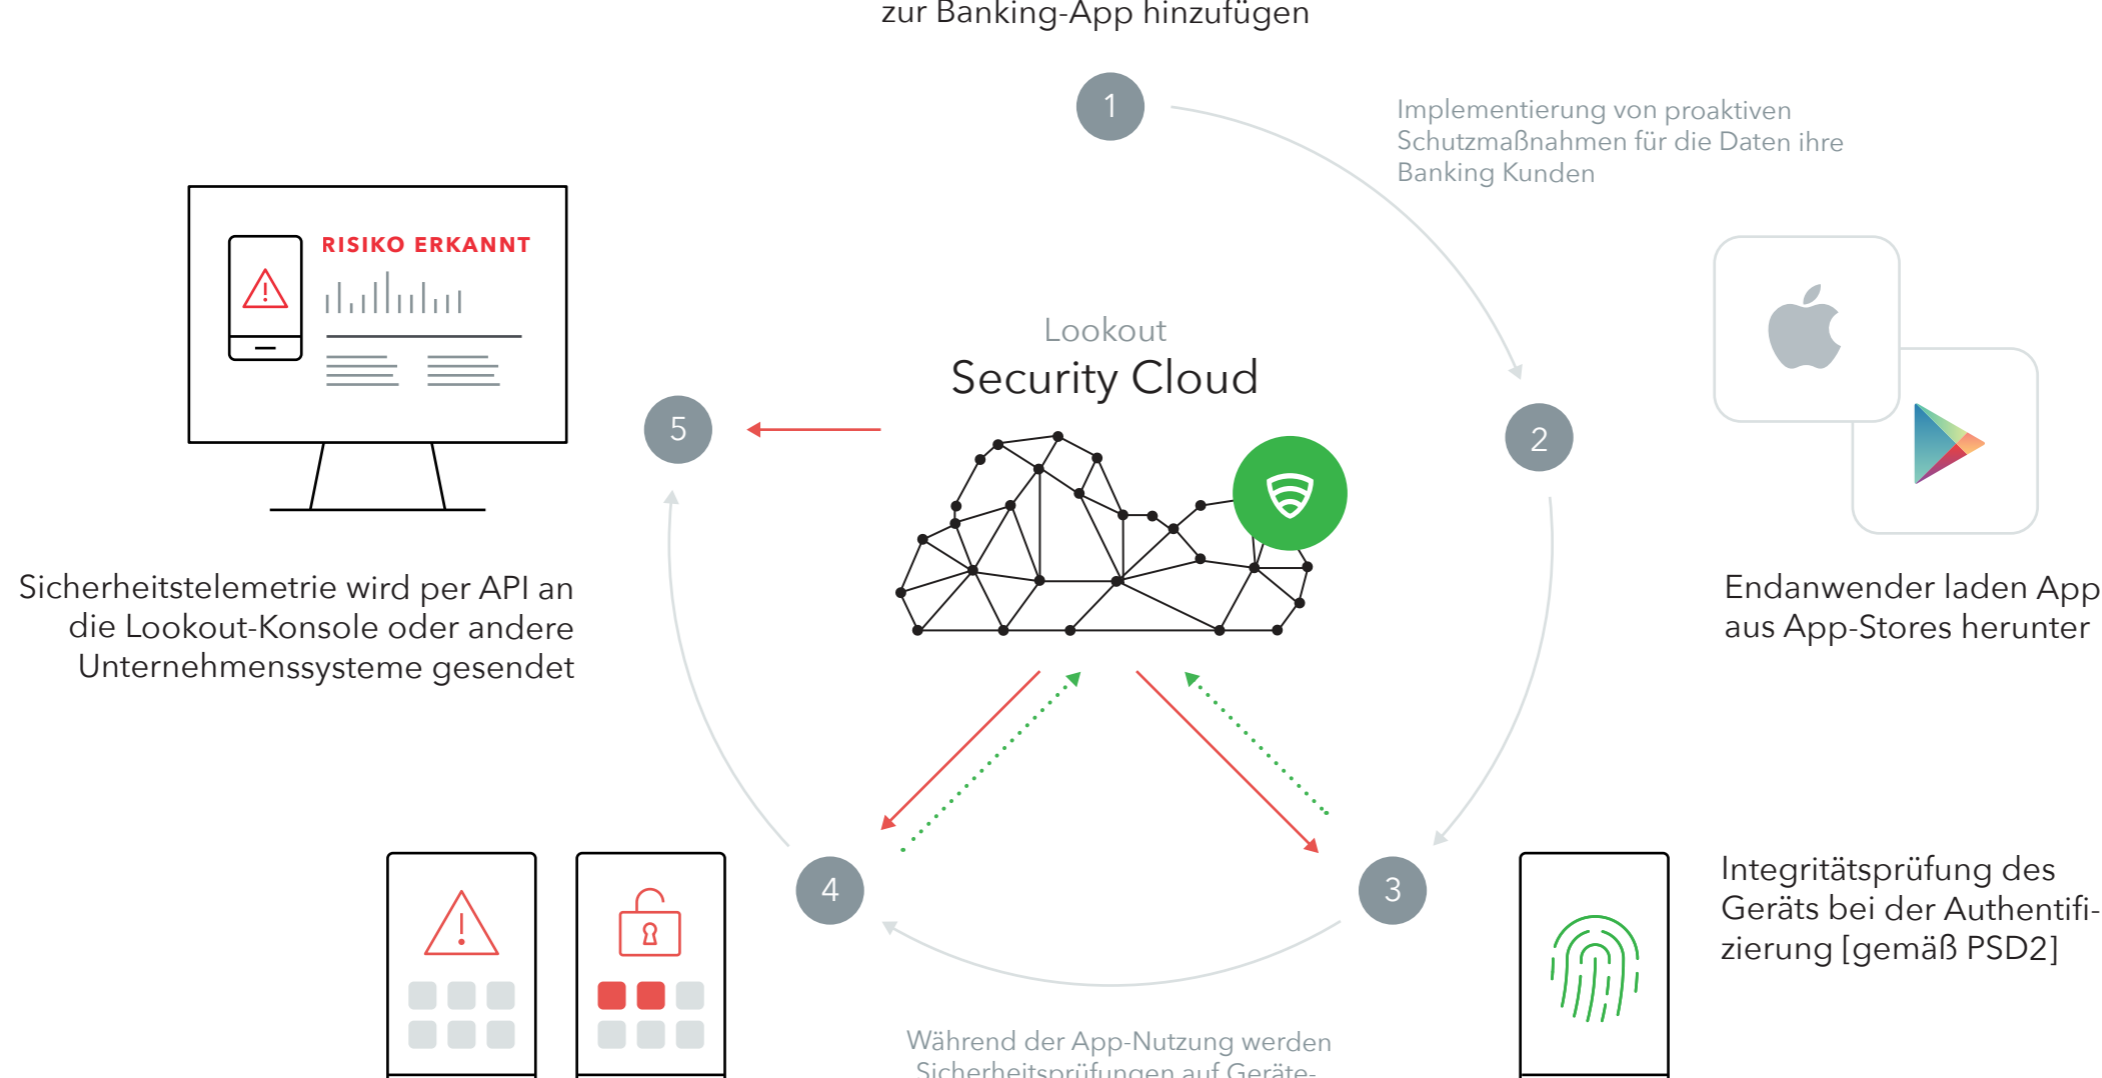 zur Banking-App hinzufügen
1
Implementierung von proaktiven
Schutzmaßnahmen für die Daten ihre
Banking Kunden
RISIKO ERKANNT
Lookout
Security Cloud
5
2
Sicherheitstelemetrie wird per API an
die Lookout-Konsole oder andere
Unternehmenssysteme gesendet
Endanwender laden App
aus App-Stores herunter
4
3
Integritätsprüfung des
Geräts bei der Authentifi-
zierung [gemäß PSD2]
Während der App-Nutzung werden
Sicherheitsprüfungen auf Geräte-